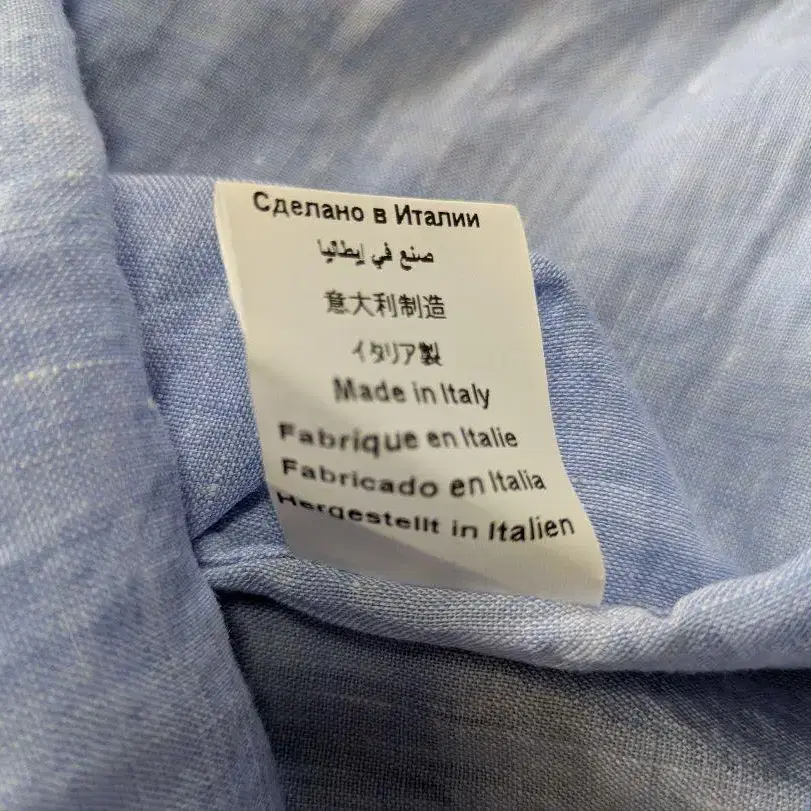 Сделано в Италии
صنع في إيطاليا
意大利制造
イタリア製
Made in Italy
Fabrique en Italie
Fabricado en Italia
Hergestellt in Italien